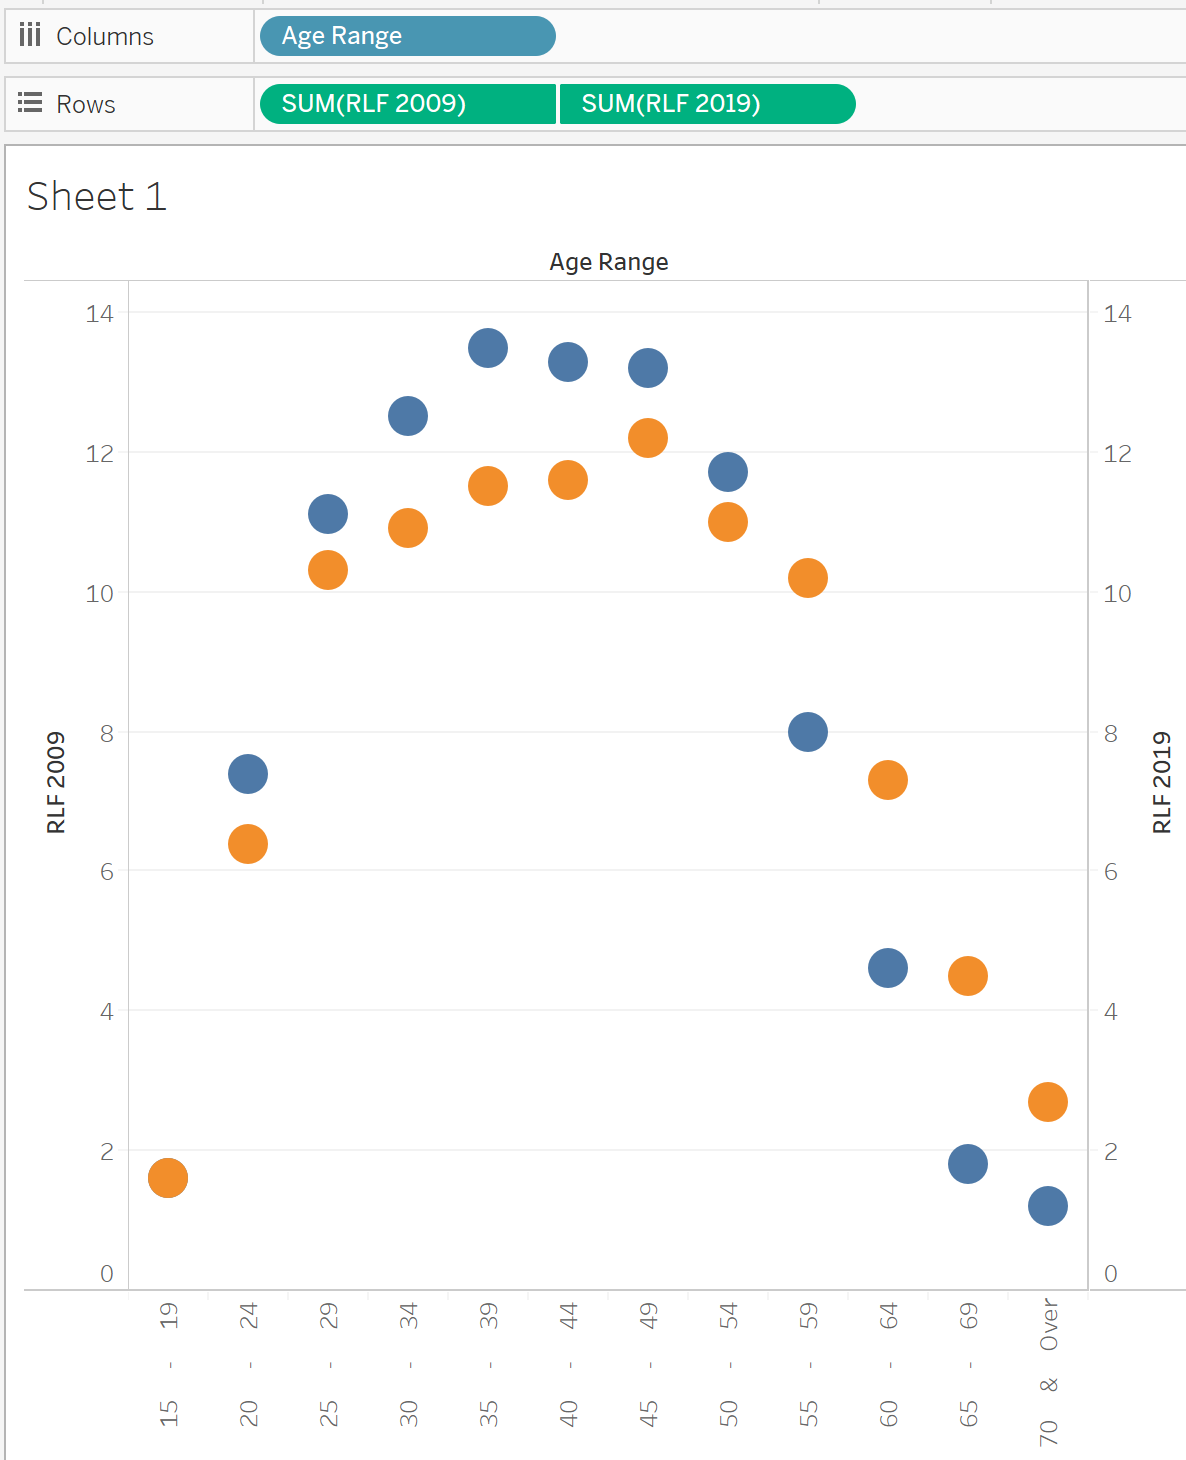 Columns
Age Range
Rows
SUM(RLF 2009)
SUM(RLF 2019)
Sheet 1
Age Range
14
12
10
8
6
4
2
0
RLF 2009
14
12
10
8
6
4
2
0
RLF 2019
15 - 19
20 - 24
25 - 29
30 - 34
35 - 39
40 - 44
45 - 49
50 - 54
55 - 59
60 - 64
65 - 69
70 & Over